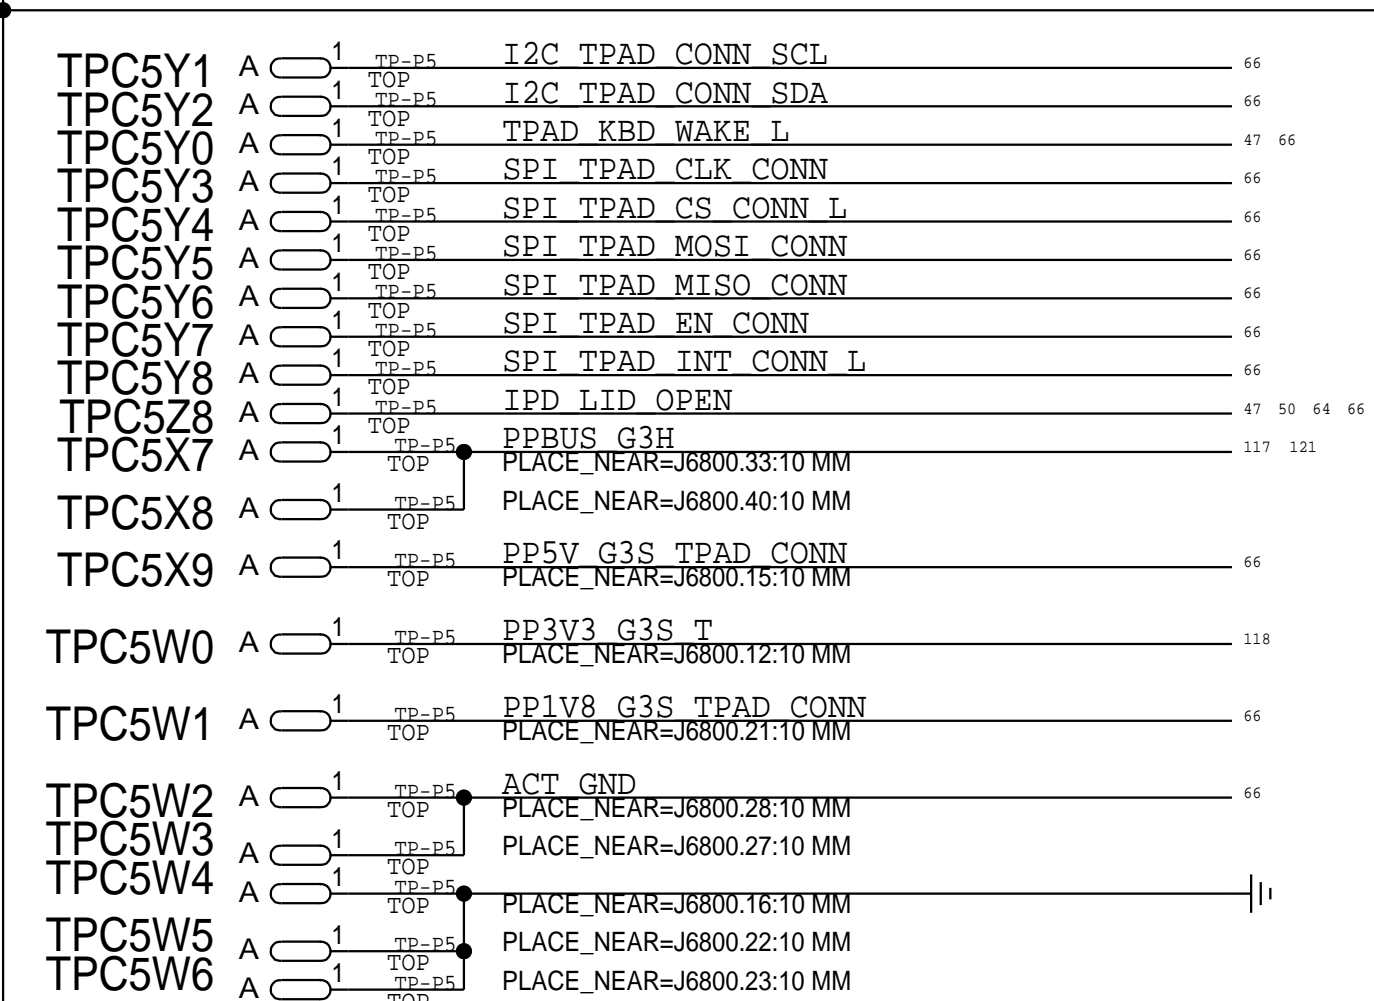 TPC5Y1 A 1 TP-P5 TOP I2C_TPAD_CONN_SCL 66
TPC5Y2 A 1 TP-P5 TOP I2C_TPAD_CONN_SDA 66
TPC5Y0 A 1 TP-P5 TOP TPAD_KBD_WAKE_L 47 66
TPC5Y3 A 1 TP-P5 TOP SPI_TPAD_CLK_CONN 66
TPC5Y4 A 1 TP-P5 TOP SPI_TPAD_CS_CONN_L 66
TPC5Y5 A 1 TP-P5 TOP SPI_TPAD_MOSI_CONN 66
TPC5Y6 A 1 TP-P5 TOP SPI_TPAD_MISO_CONN 66
TPC5Y7 A 1 TP-P5 TOP SPI_TPAD_EN_CONN 66
TPC5Y8 A 1 TP-P5 TOP SPI_TPAD_INT_CONN_L 66
TPC5Z8 A 1 TP-P5 TOP IPD_LID_OPEN 47 50 64 66
TPC5X7 A 1 TP-P5 TOP PPBUS_G3H 117 121
PLACE_NEAR=J6800.33:10 MM
TPC5X8 A 1 TP-P5 TOP PLACE_NEAR=J6800.40:10 MM
TPC5X9 A 1 TP-P5 TOP PP5V_G3S_TPAD_CONN 66
PLACE_NEAR=J6800.15:10 MM
TPC5W0 A 1 TP-P5 TOP PP3V3_G3S_T 118
PLACE_NEAR=J6800.12:10 MM
TPC5W1 A 1 TP-P5 TOP PP1V8_G3S_TPAD_CONN 66
PLACE_NEAR=J6800.21:10 MM
TPC5W2 A 1 TP-P5 TOP ACT_GND 66
PLACE_NEAR=J6800.28:10 MM
TPC5W3 A 1 TP-P5 TOP PLACE_NEAR=J6800.27:10 MM
TPC5W4 A 1 TP-P5 TOP PLACE_NEAR=J6800.16:10 MM
TPC5W5 A 1 TP-P5 TOP PLACE_NEAR=J6800.22:10 MM
TPC5W6 A 1 TP-P5 TOP PLACE_NEAR=J6800.23:10 MM